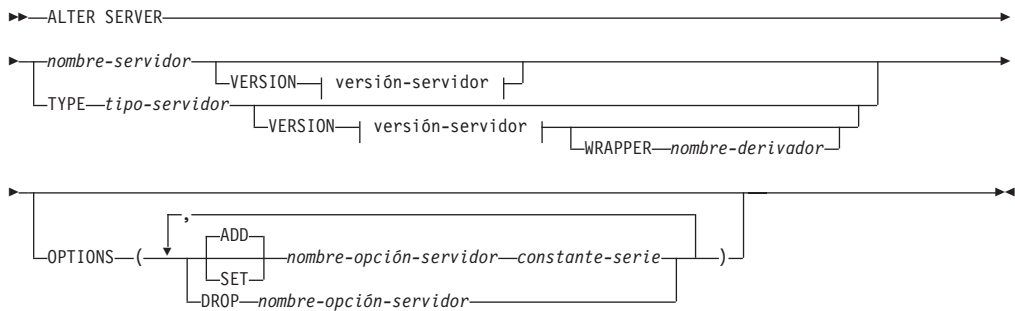 ALTER SERVER
nombre-servidor
VERSION versión-servidor
TYPE tipo-servidor
VERSION versión-servidor
WRAPPER nombre-derivador
,
ADD
OPTIONS ( nombre-opción-servidor constante-serie )
SET
DROP nombre-opción-servidor